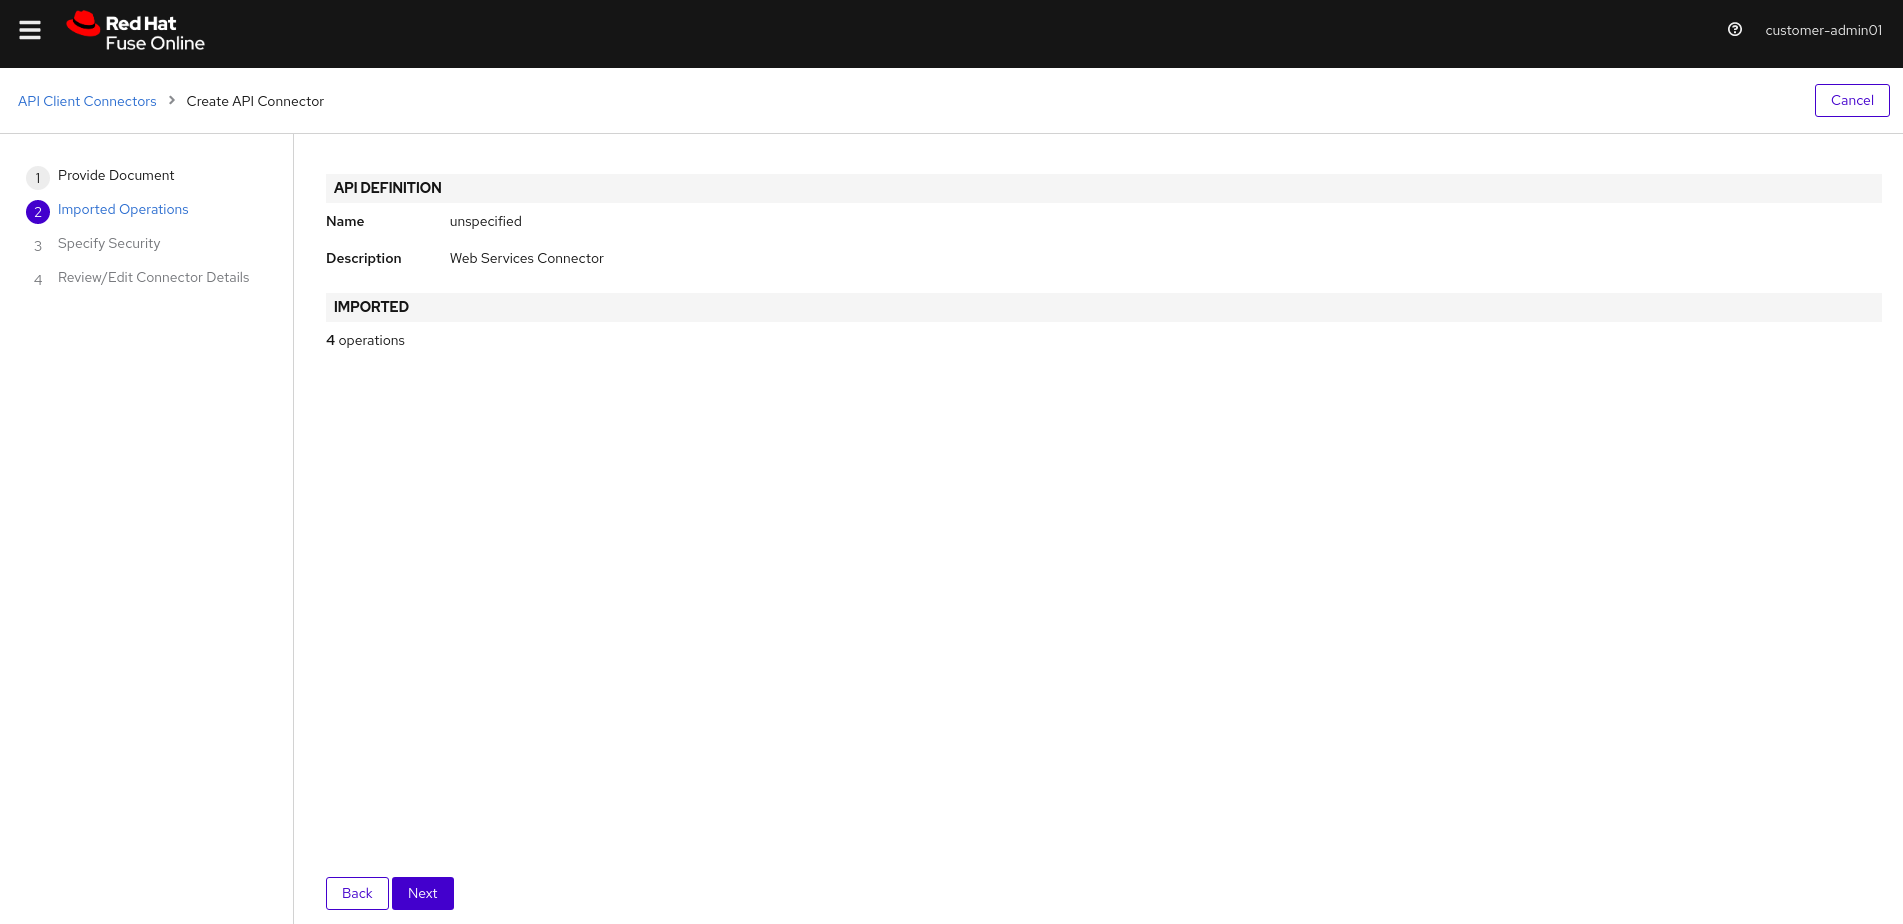 Red Hat
Fuse Online
customer-admin01
API Client Connectors > Create API Connector
Cancel
1 Provide Document
2 Imported Operations
3 Specify Security
4 Review/Edit Connector Details
API DEFINITION
Name unspecified
Description Web Services Connector
IMPORTED
4 operations
Back Next